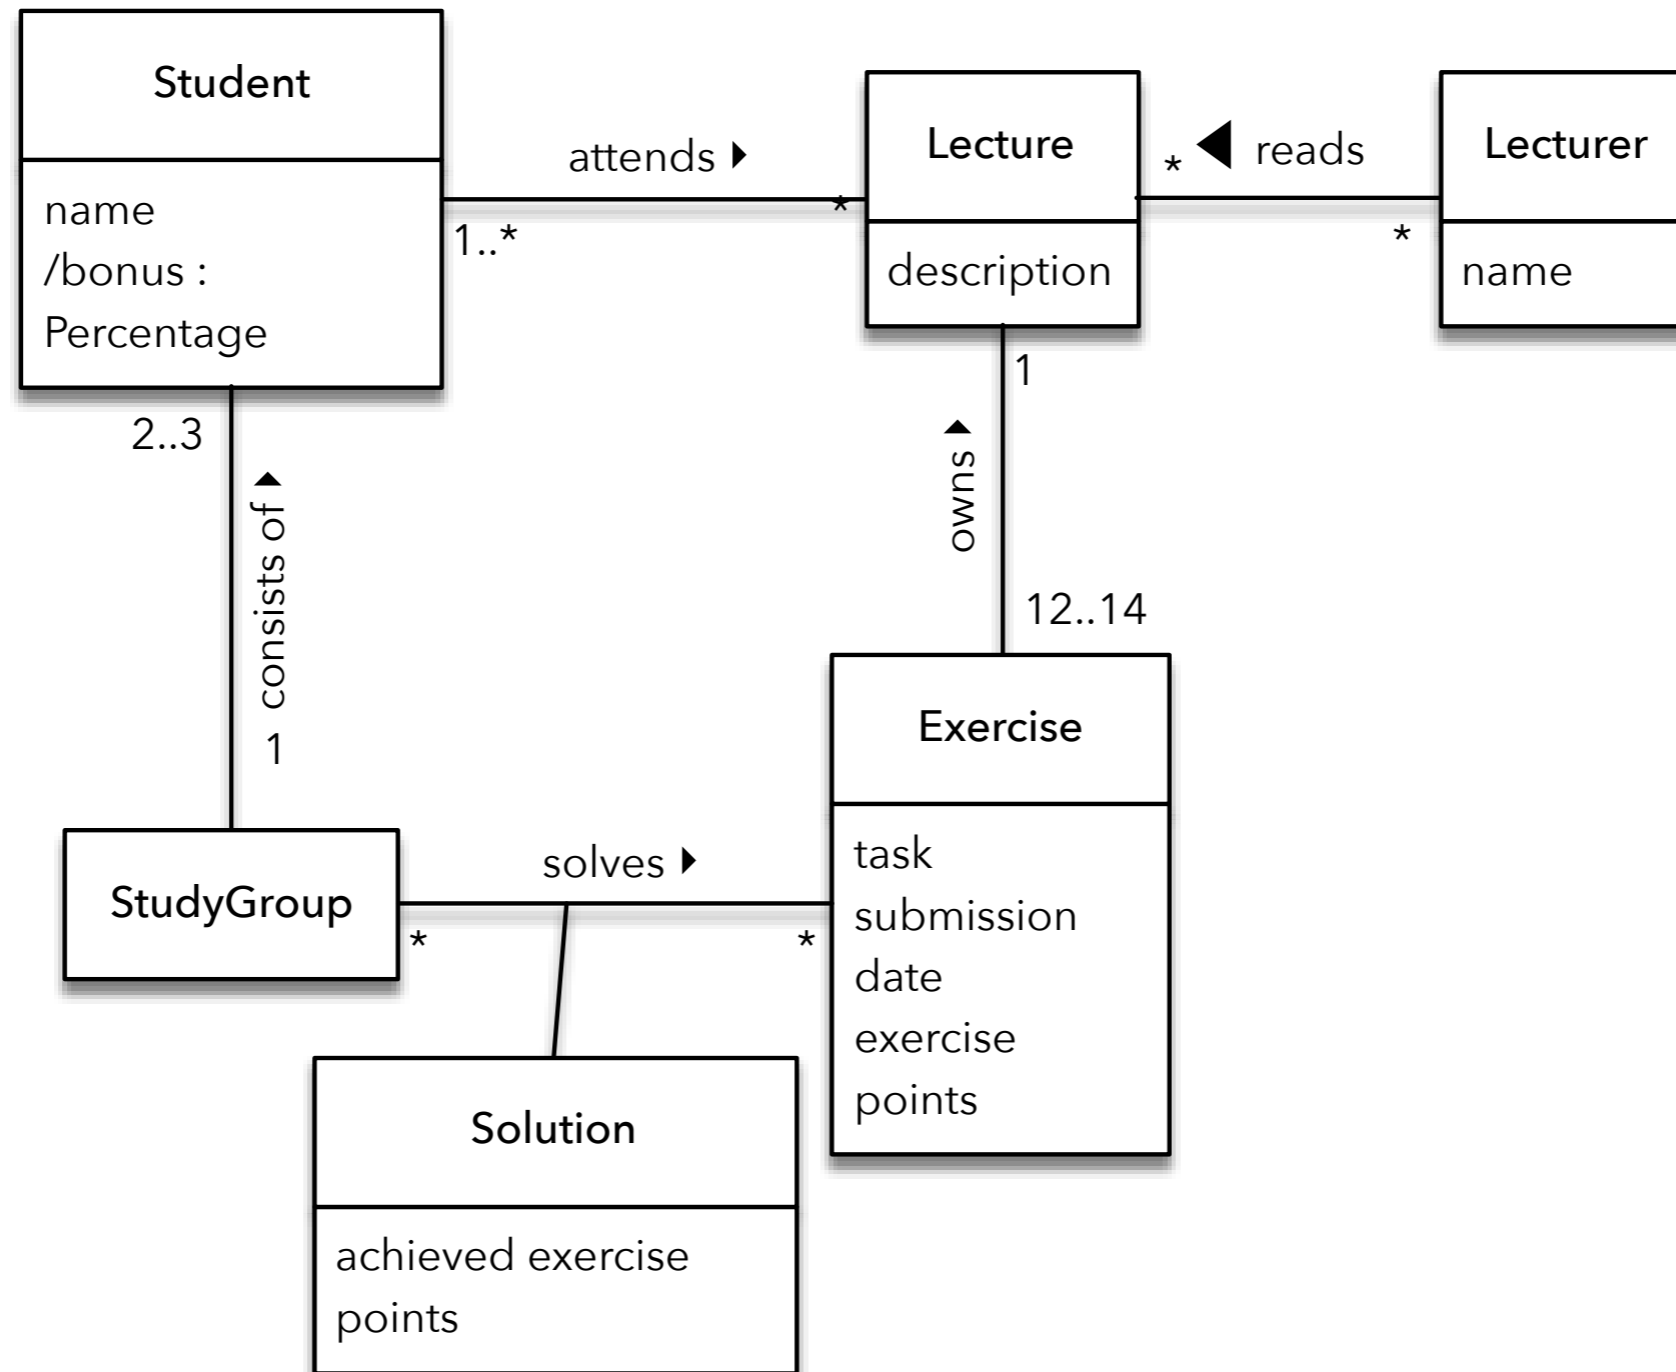 Student
name
/bonus :
Percentage
attends ▶
1..*
*
Lecture
description
* ◀ reads
*
Lecturer
name
2..3
consists of ▶
1
1
owns ▶
12..14
StudyGroup
solves ▶
*
*
Exercise
task
submission
date
exercise
points
Solution
achieved exercise
points